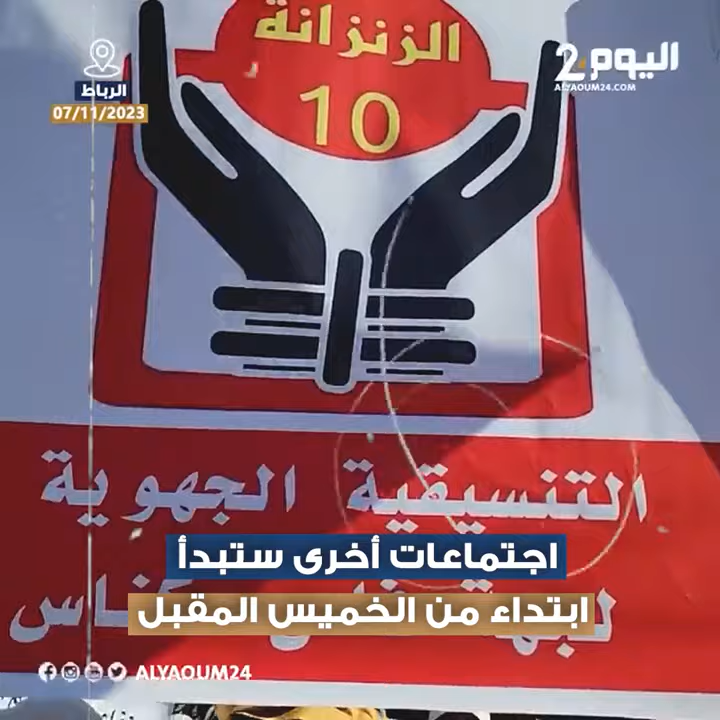 الرباط
07/11/2023
اليوم 24
ALYAOUM24.COM
الزنزانة
10
التنسيقية الجهوية
اجتماعات أخرى ستبدأ
ابتداء من الخميس المقبل
ALYAOUM24